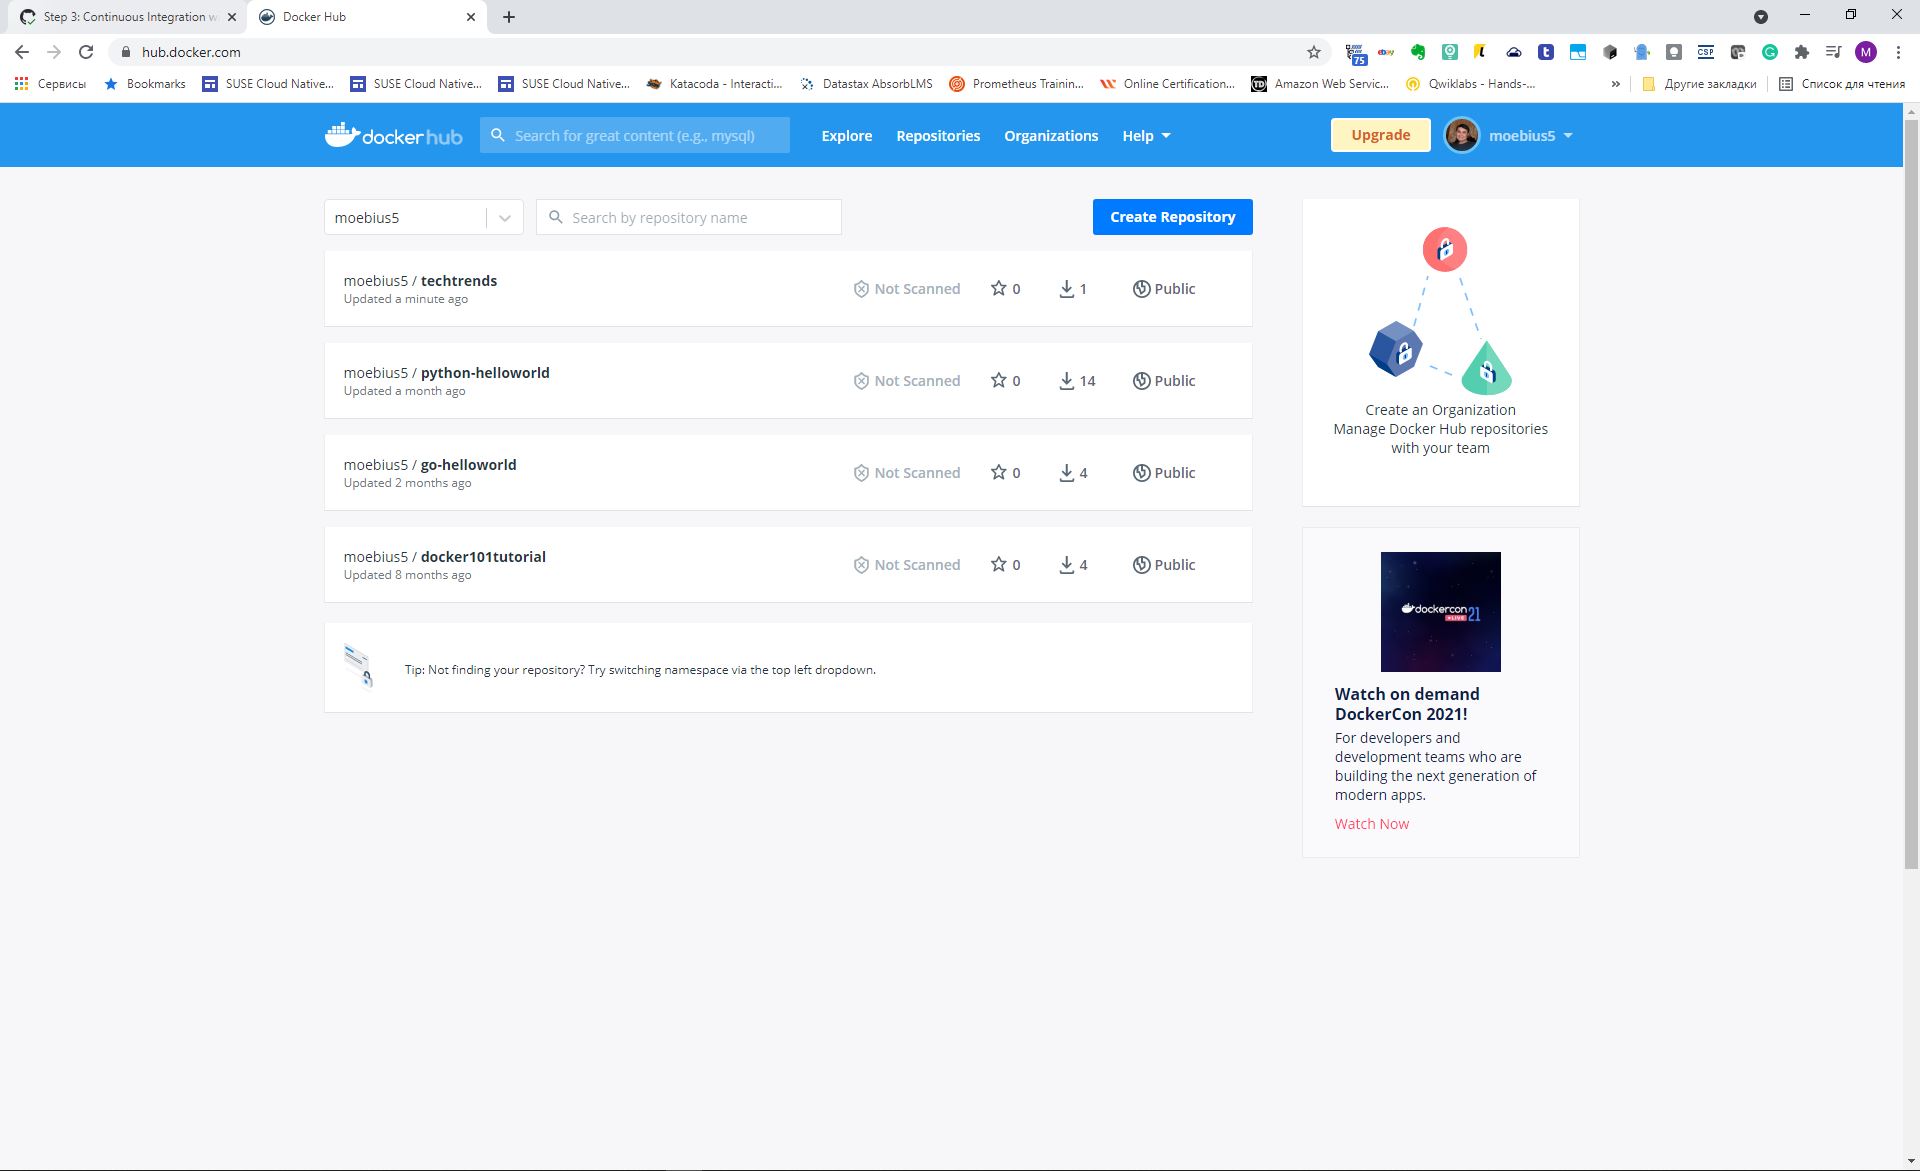 Step 3: Continuous Integration w
Docker Hub
hub.docker.com
75
ebay
CSP
M
Сервисы
Bookmarks
SUSE Cloud Native...
SUSE Cloud Native...
SUSE Cloud Native...
Katacoda - Interacti...
Datastax AbsorbLMS
Prometheus Trainin...
Online Certification...
Amazon Web Servic...
Qwiklabs - Hands-...
»
Другие закладки
Список для чтения
docker hub
Search for great content (e.g., mysql)
Explore
Repositories
Organizations
Help
Upgrade
moebius5
moebius5
Search by repository name
Create Repository
moebius5 / techtrends
Updated a minute ago
Not Scanned
0
1
Public
moebius5 / python-helloworld
Updated a month ago
Not Scanned
0
14
Public
moebius5 / go-helloworld
Updated 2 months ago
Not Scanned
0
4
Public
moebius5 / docker101tutorial
Updated 8 months ago
Not Scanned
0
4
Public
Tip: Not finding your repository? Try switching namespace via the top left dropdown.
Create an Organization
Manage Docker Hub repositories
with your team
dockercon 21
LIVE
Watch on demand
DockerCon 2021!
For developers and
development teams who are
building the next generation of
modern apps.
Watch Now